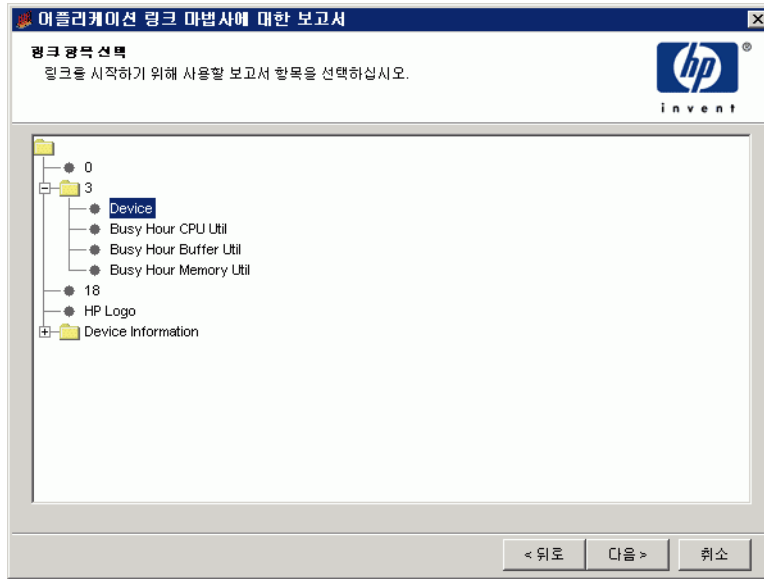 어플리케이션 링크 마법사에 대한 보고서
링크 항목 선택
링크를 시작하기 위해 사용할 보고서 항목을 선택하십시오.
hp
®
invent
0
3
Device
Busy Hour CPU Util
Busy Hour Buffer Util
Busy Hour Memory Util
18
HP Logo
Device Information
< 뒤로
다음 >
취소